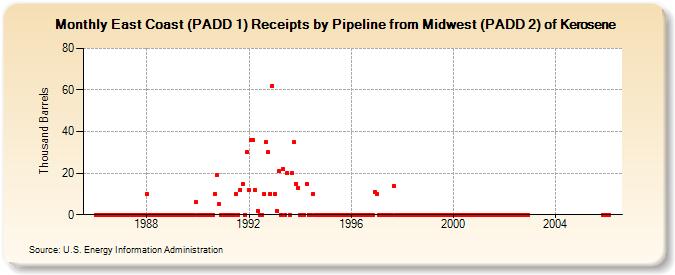 Monthly East Coast (PADD 1) Receipts by Pipeline from Midwest (PADD 2) of Kerosene
Thousand Barrels
80
60
40
20
0
1988 1992 1996 2000 2004
Source: U.S. Energy Information Administration